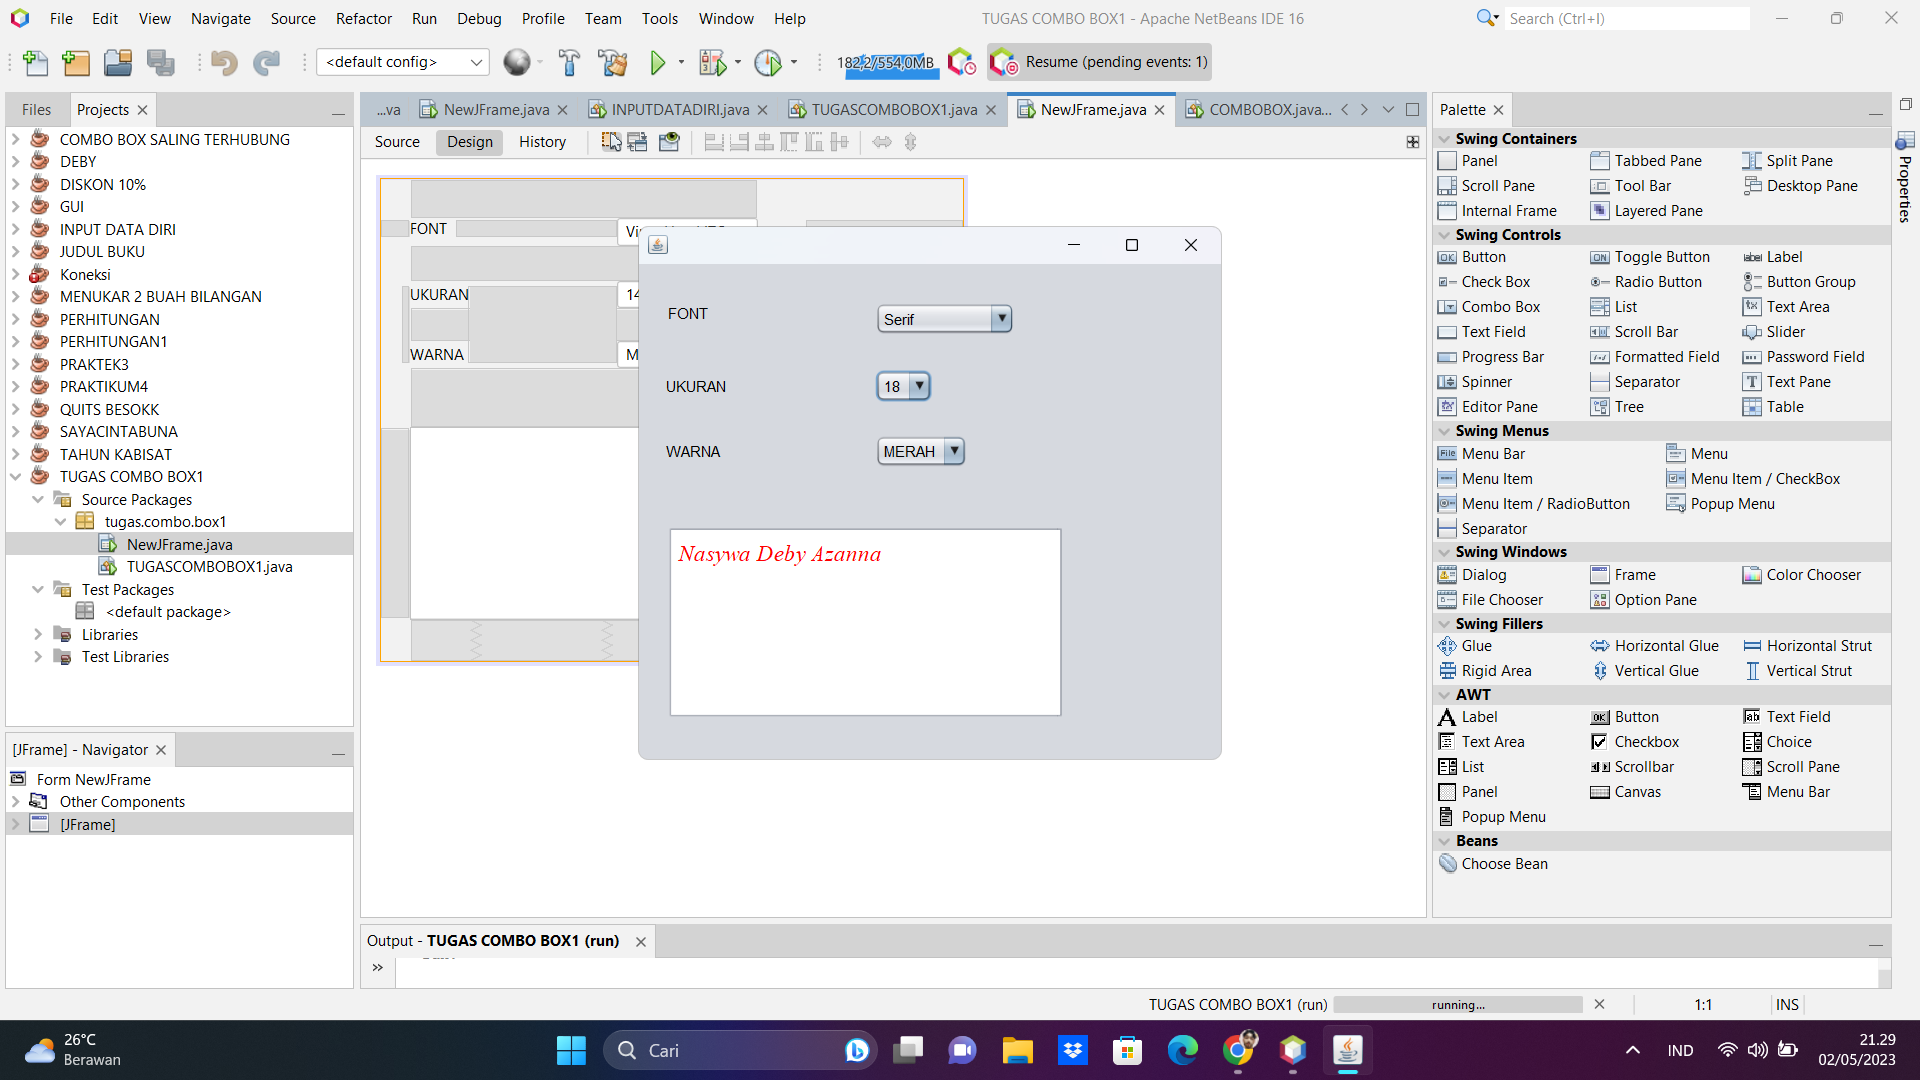 File Edit View Navigate Source Refactor Run Debug Profile Team Tools Window Help
TUGAS COMBO BOX1 - Apache NetBeans IDE 16
Search (Ctrl+I)
<default config>
182,2/554,0MB
Resume (pending events: 1)
Files Projects
COMBO BOX SALING TERHUBUNG
DEBY
DISKON 10%
GUI
INPUT DATA DIRI
JUDUL BUKU
Koneksi
MENUKAR 2 BUAH BILANGAN
PERHITUNGAN
PERHITUNGAN1
PRAKTEK3
PRAKTIKUM4
QUITS BESOKK
SAYACINTABUNA
TAHUN KABISAT
TUGAS COMBO BOX1
Source Packages
tugas.combo.box1
NewJFrame.java
TUGASCOMBOBOX1.java
Test Packages
<default package>
Libraries
Test Libraries
[JFrame] - Navigator
Form NewJFrame
Other Components
[JFrame]
...va NewJFrame.java INPUTDATADIRI.java TUGASCOMBOBOX1.java NewJFrame.java COMBOBOX.java...
Source Design History
FONT
UKURAN 14
WARNA M
FONT Serif
UKURAN 18
WARNA MERAH
Nasywa Deby Azanna
Palette
Swing Containers
Panel Tabbed Pane Split Pane
Scroll Pane Tool Bar Desktop Pane
Internal Frame Layered Pane
Swing Controls
Button Toggle Button Label
Check Box Radio Button Button Group
Combo Box List Text Area
Text Field Scroll Bar Slider
Progress Bar Formatted Field Password Field
Spinner Separator Text Pane
Editor Pane Tree Table
Swing Menus
Menu Bar Menu
Menu Item Menu Item / CheckBox
Menu Item / RadioButton Popup Menu
Separator
Swing Windows
Dialog Frame Color Chooser
File Chooser Option Pane
Swing Fillers
Glue Horizontal Glue Horizontal Strut
Rigid Area Vertical Glue Vertical Strut
AWT
Label Button Text Field
Text Area Checkbox Choice
List Scrollbar Scroll Pane
Panel Canvas Menu Bar
Popup Menu
Beans
Choose Bean
Properties
Output - TUGAS COMBO BOX1 (run)
TUGAS COMBO BOX1 (run) running... 1:1 INS
26°C
Berawan
Cari
IND
21.29
02/05/2023